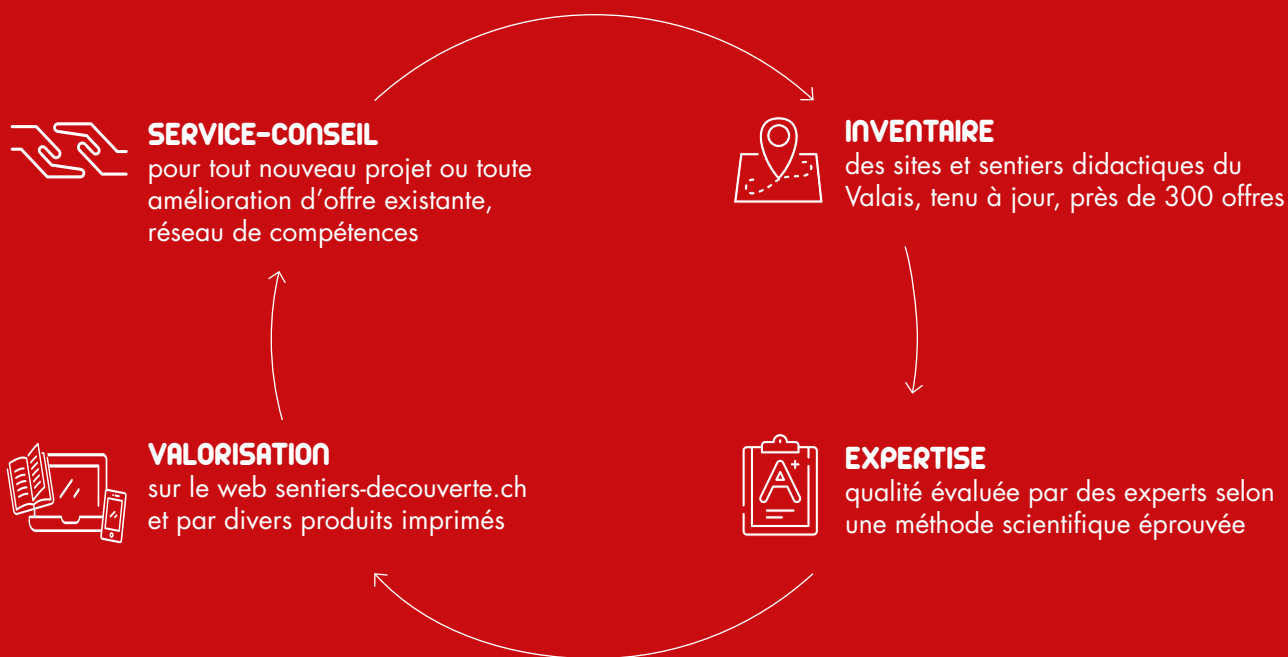 SERVICE-CONSEIL
pour tout nouveau projet ou toute
amélioration d'offre existante,
réseau de compétences
INVENTAIRE
des sites et sentiers didactiques du
Valais, tenu à jour, près de 300 offres
VALORISATION
sur le web sentiers-decouverte.ch
et par divers produits imprimés
A+
EXPERTISE
qualité évaluée par des experts selon
une méthode scientifique éprouvée